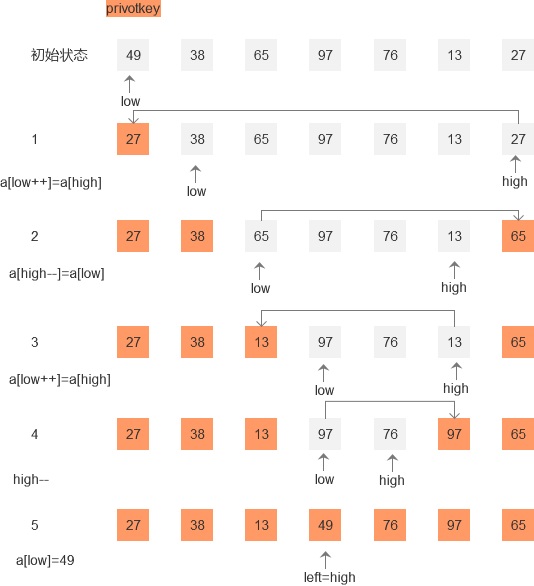 privotkey
初始状态 49 38 65 97 76 13 27
low
1 27 38 65 97 76 13 27
a[low++]=a[high] low high
2 27 38 65 97 76 13 65
a[high--]=a[low] low high
3 27 38 13 97 76 13 65
a[low++]=a[high] low high
4 27 38 13 97 76 97 65
high-- low high
5 27 38 13 49 76 97 65
a[low]=49 left=high